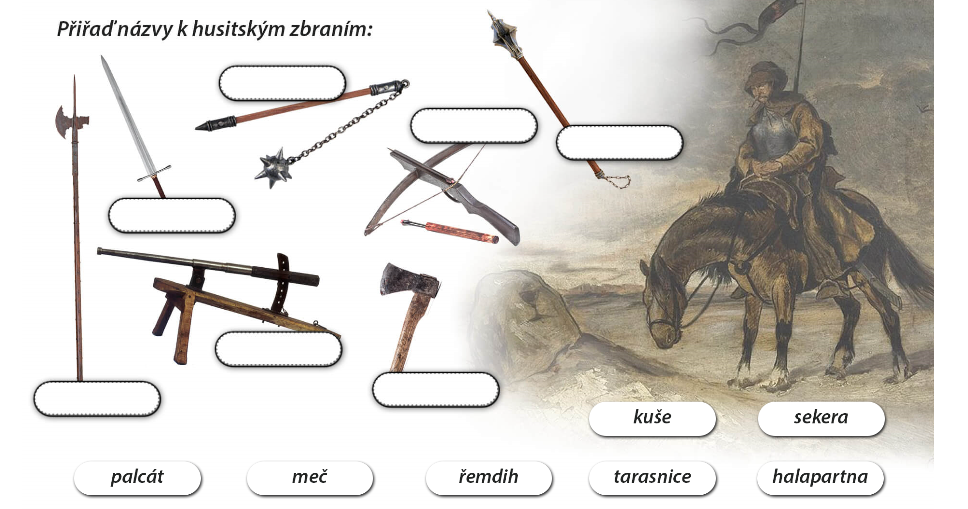 Přiřaď názvy k husitským zbraním:
kuše
sekera
palcát
meč
řemdih
tarasnice
halapartna